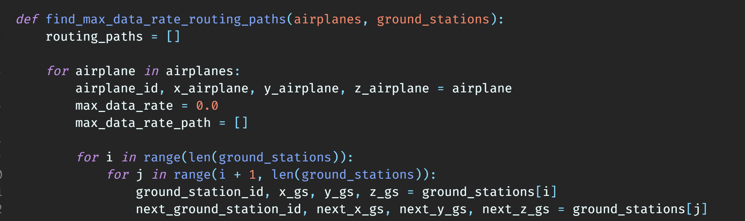 def find_max_data_rate_routing_paths(airplanes, ground_stations):
    routing_paths = []
    for airplane in airplanes:
        airplane_id, x_airplane, y_airplane, z_airplane = airplane
        max_data_rate = 0.0
        max_data_rate_path = []
        for i in range(len(ground_stations)):
            for j in range(i + 1, len(ground_stations)):
                ground_station_id, x_gs, y_gs, z_gs = ground_stations[i]
                next_ground_station_id, next_x_gs, next_y_gs, next_z_gs = ground_stations[j]